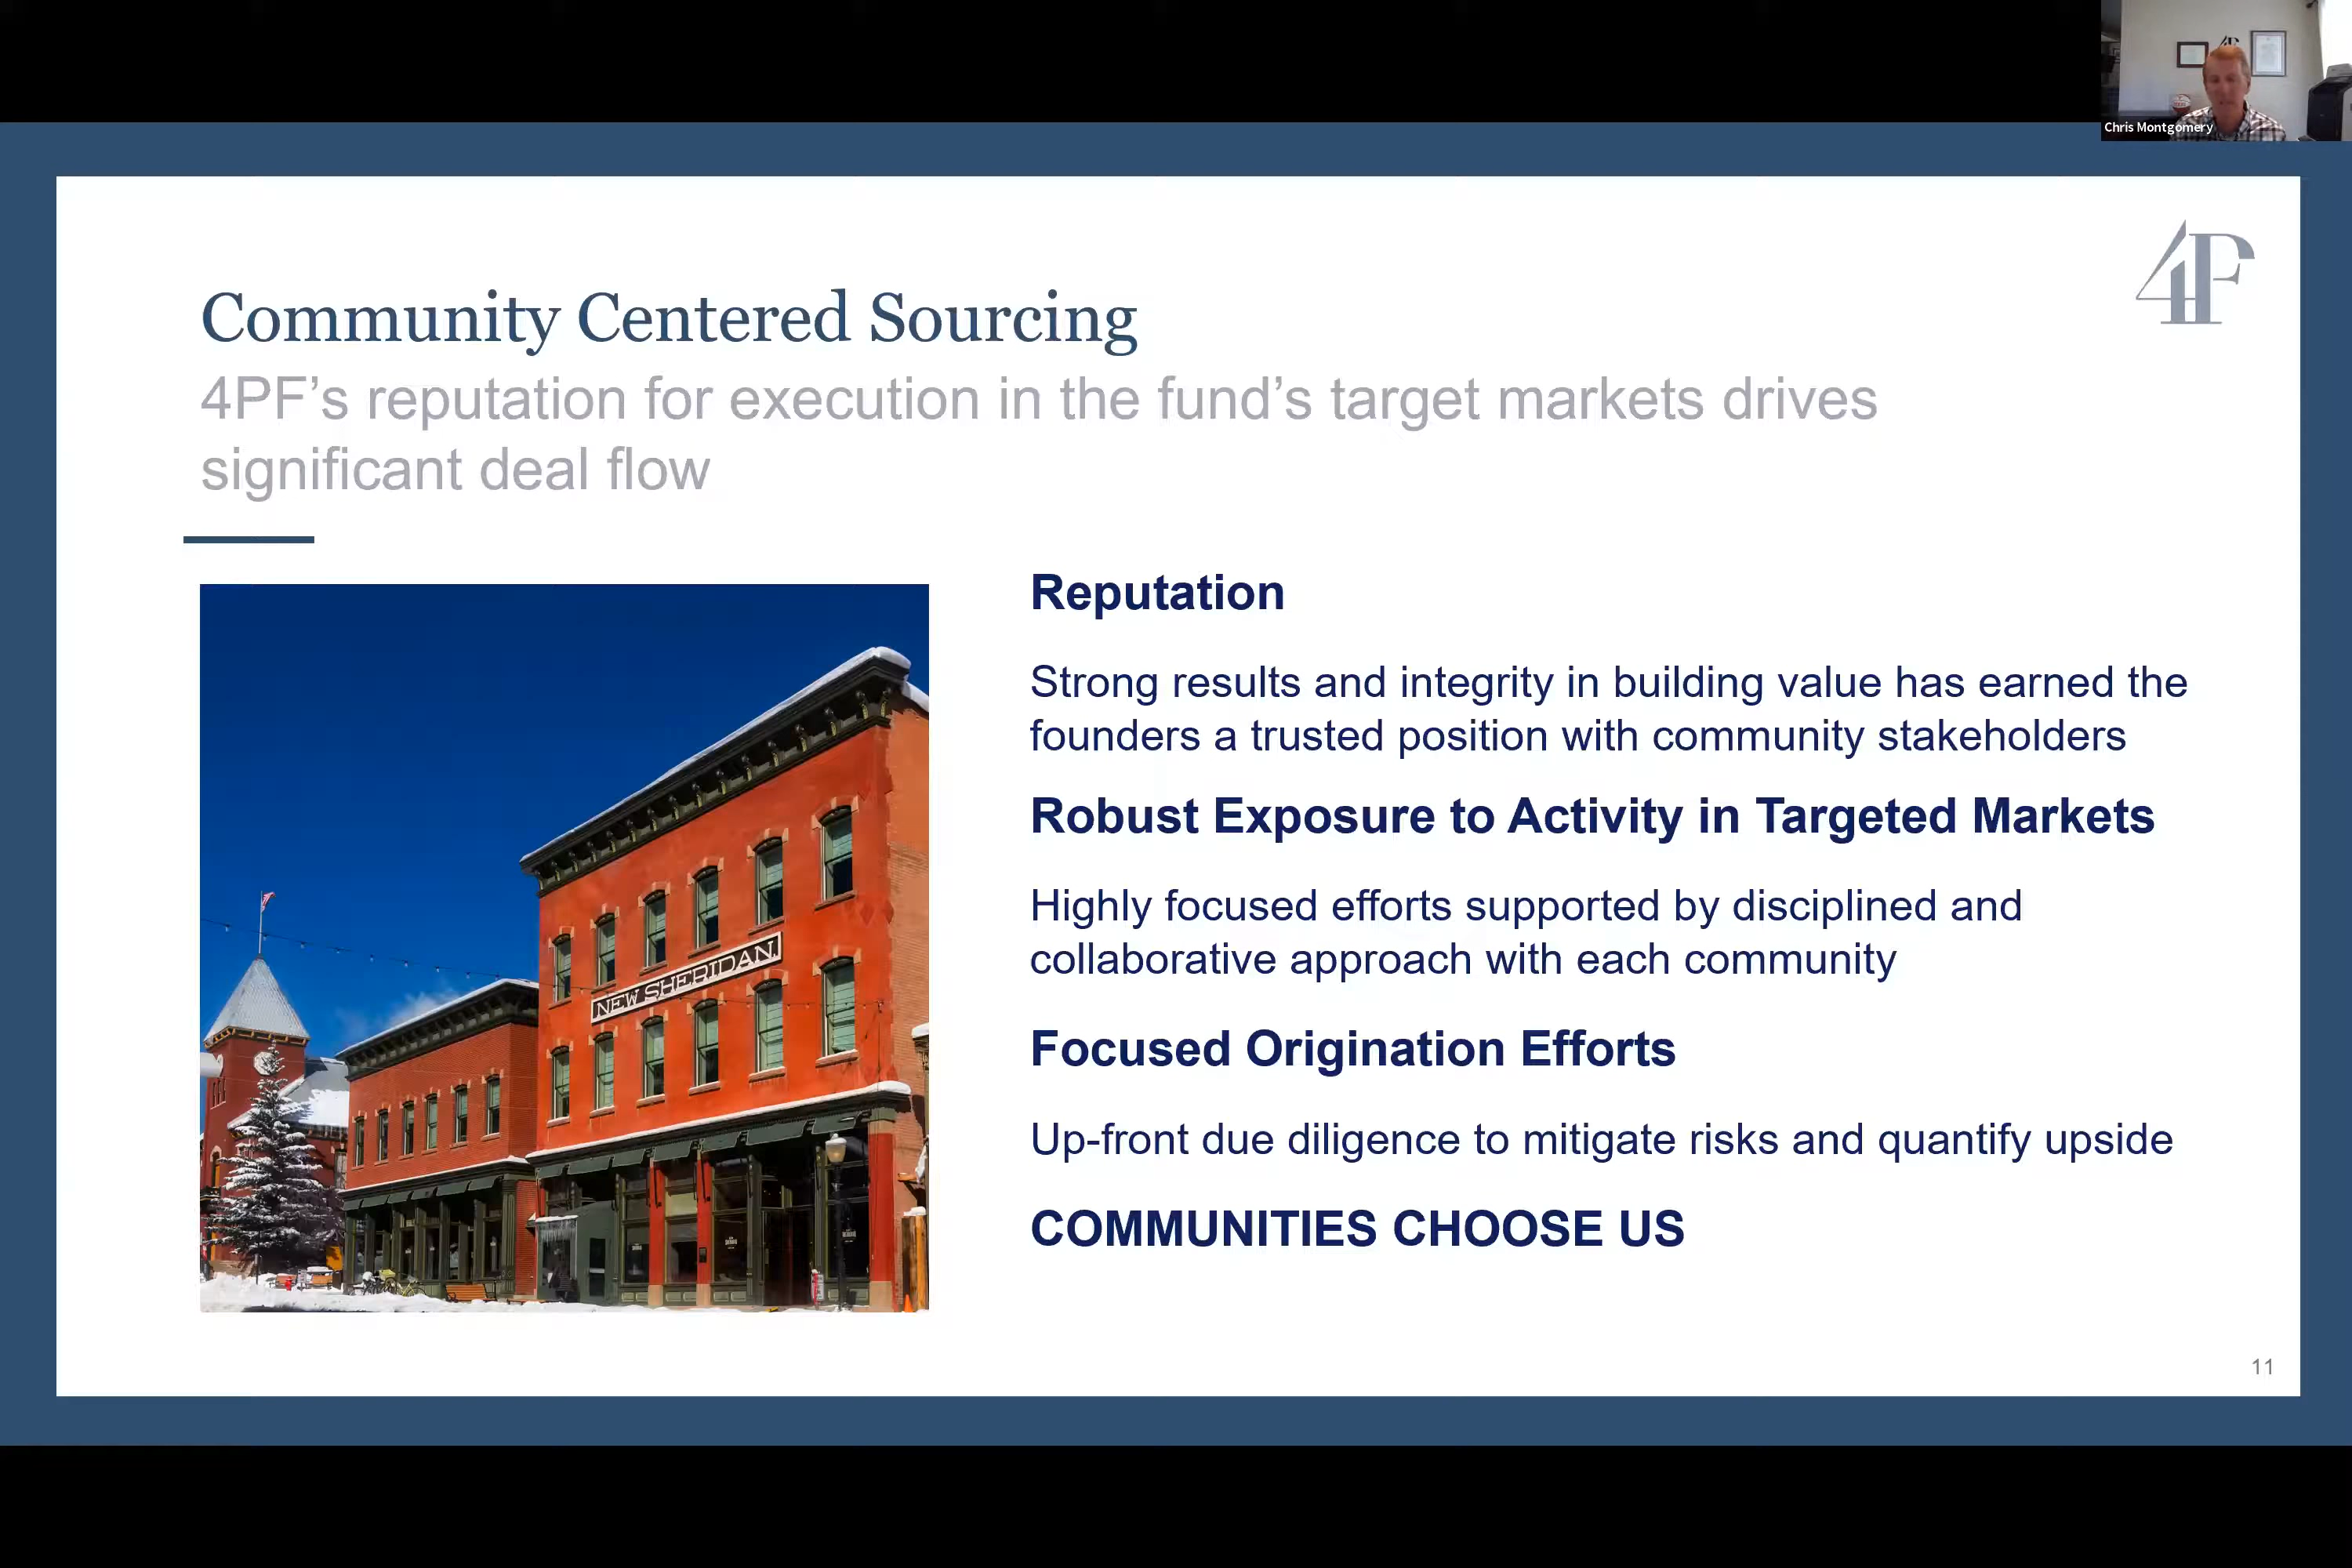 Chris Montgomery
4P
Community Centered Sourcing
4PF’s reputation for execution in the fund’s target markets drives
significant deal flow
NEW SHERIDAN
Reputation
Strong results and integrity in building value has earned the
founders a trusted position with community stakeholders
Robust Exposure to Activity in Targeted Markets
Highly focused efforts supported by disciplined and
collaborative approach with each community
Focused Origination Efforts
Up-front due diligence to mitigate risks and quantify upside
COMMUNITIES CHOOSE US
11